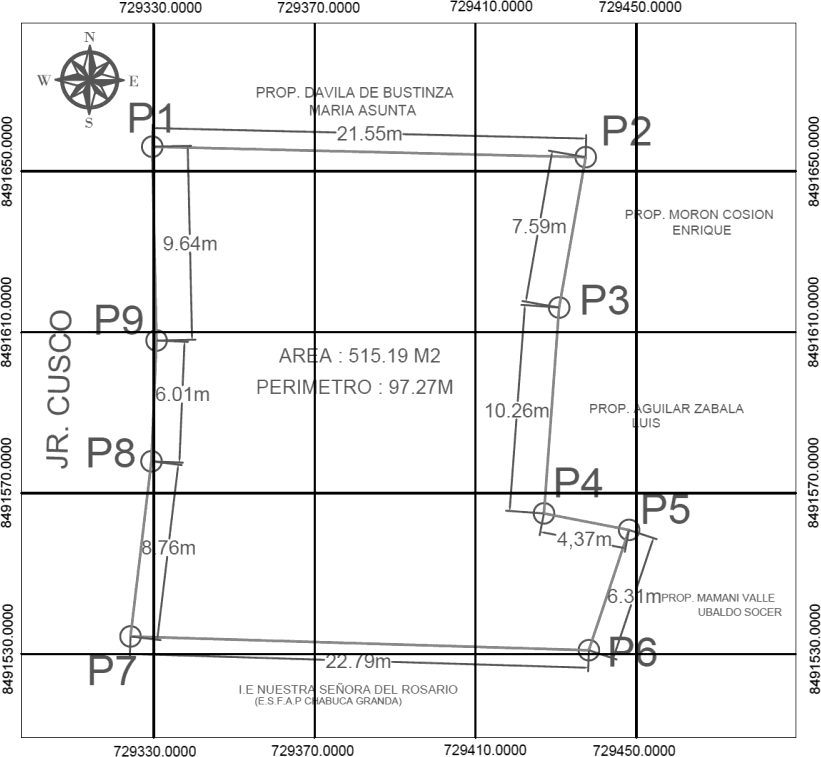 729330.0000 729370.0000 729410.0000 729450.0000
N
W E
S
PROP. DAVILA DE BUSTINZA
MARIA ASUNTA
P1
21.55m
P2
8491650.0000 8491650.0000
7.59m
PROP. MORON COSION
ENRIQUE
9.64m
P3
P9
8491610.0000 8491610.0000
JR. CUSCO
AREA : 515.19 M2
PERIMETRO : 97.27M
6.01m
10.26m
PROP. AGUILAR ZABALA
LUIS
P8
8491570.0000 8491570.0000
P4
P5
4,37m
8.76m
6.31m
PROP. MAMANI VALLE
UBALDO SOCER
8491530.0000 8491530.0000
P7
22.79m
P6
I.E NUESTRA SEÑORA DEL ROSARIO
(E.S.F.A.P CHABUCA GRANDA)
729330.0000 729370.0000 729410.0000 729450.0000